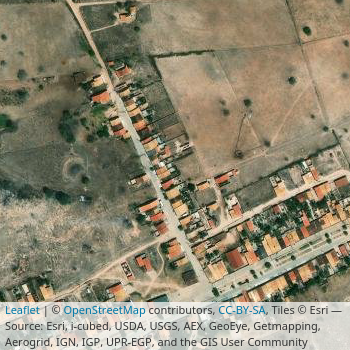 Leaflet | © OpenStreetMap contributors, CC-BY-SA, Tiles © Esri —
Source: Esri, i-cubed, USDA, USGS, AEX, GeoEye, Getmapping,
Aerogrid, IGN, IGP, UPR-EGP, and the GIS User Community